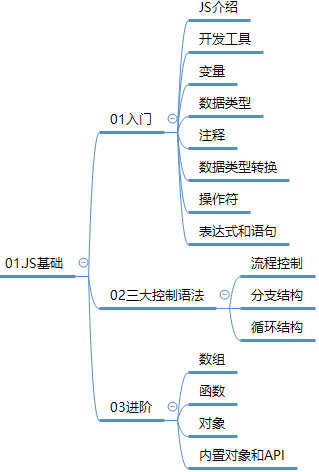 JS介绍
开发工具
变量
数据类型
01入门
注释
数据类型转换
操作符
表达式和语句
01.JS基础
流程控制
02三大控制语法
分支结构
循环结构
数组
函数
03进阶
对象
内置对象和API